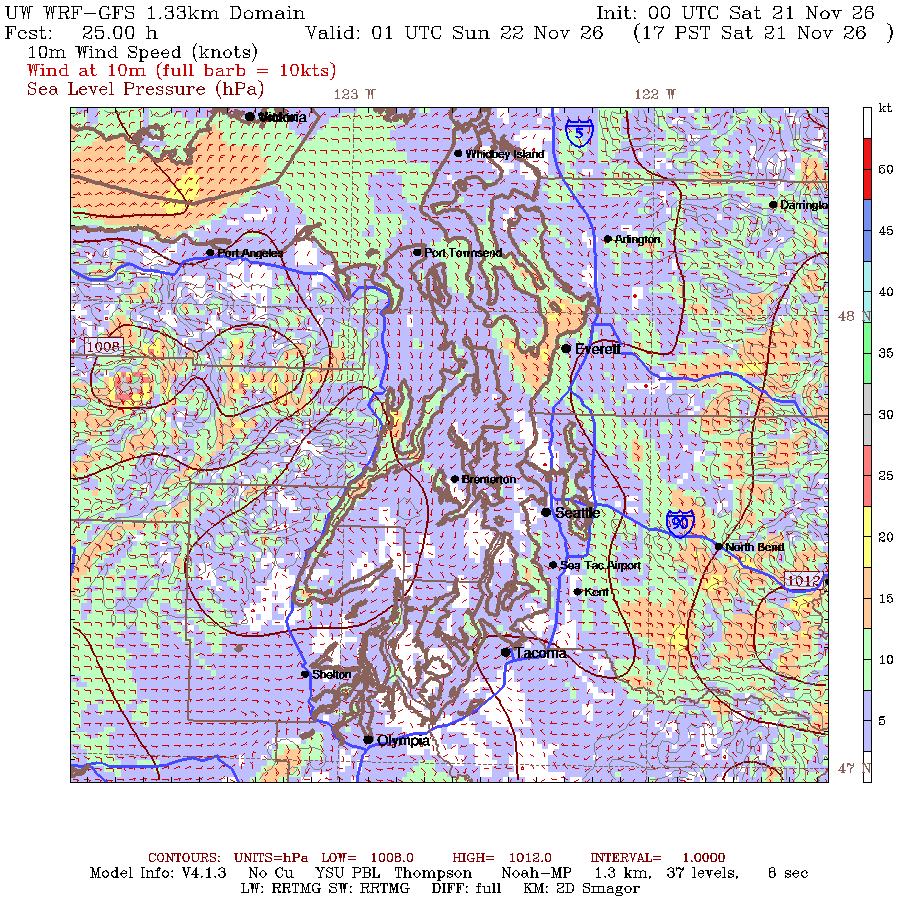 UW WRF-GFS 1.33km Domain Init: 00 UTC Sat 21 Nov 26
Fcst: 25.00 h Valid: 01 UTC Sun 22 Nov 26 (17 PST Sat 21 Nov 26 )
10m Wind Speed (knots)
Wind at 10m (full barb = 10kts)
Sea Level Pressure (hPa)
123 W 122 W
kt
Victoria
5
Whidbey Island
60
50
Darringto
45
Arlington
Port Angeles
Port Townsend
40
48 N
1008
Everett
35
30
25
Bremerton
Seattle
90
20
North Bend
Sea Tac Airport
1012
Kent
15
Tacoma
10
Shelton
5
Olympia
47 N
CONTOURS: UNITS=hPa LOW= 1008.0 HIGH= 1012.0 INTERVAL= 1.0000
Model Info: V4.1.3 No Cu YSU PBL Thompson Noah-MP 1.3 km, 37 levels, 8 sec
LW: RRTMG SW: RRTMG DIFF: full KM: 2D Smagor